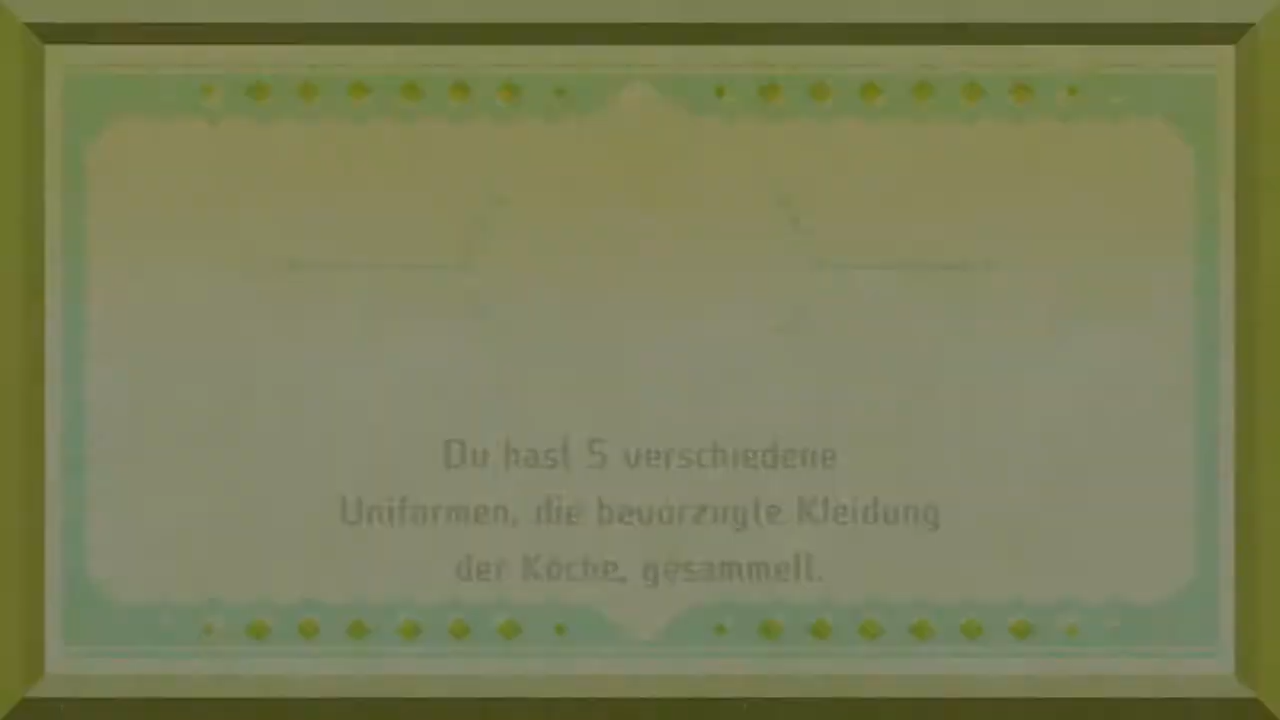 Du hast 5 verschiedene
Uniformen, die bevorzugte Kleidung
der Köche, gesammelt.